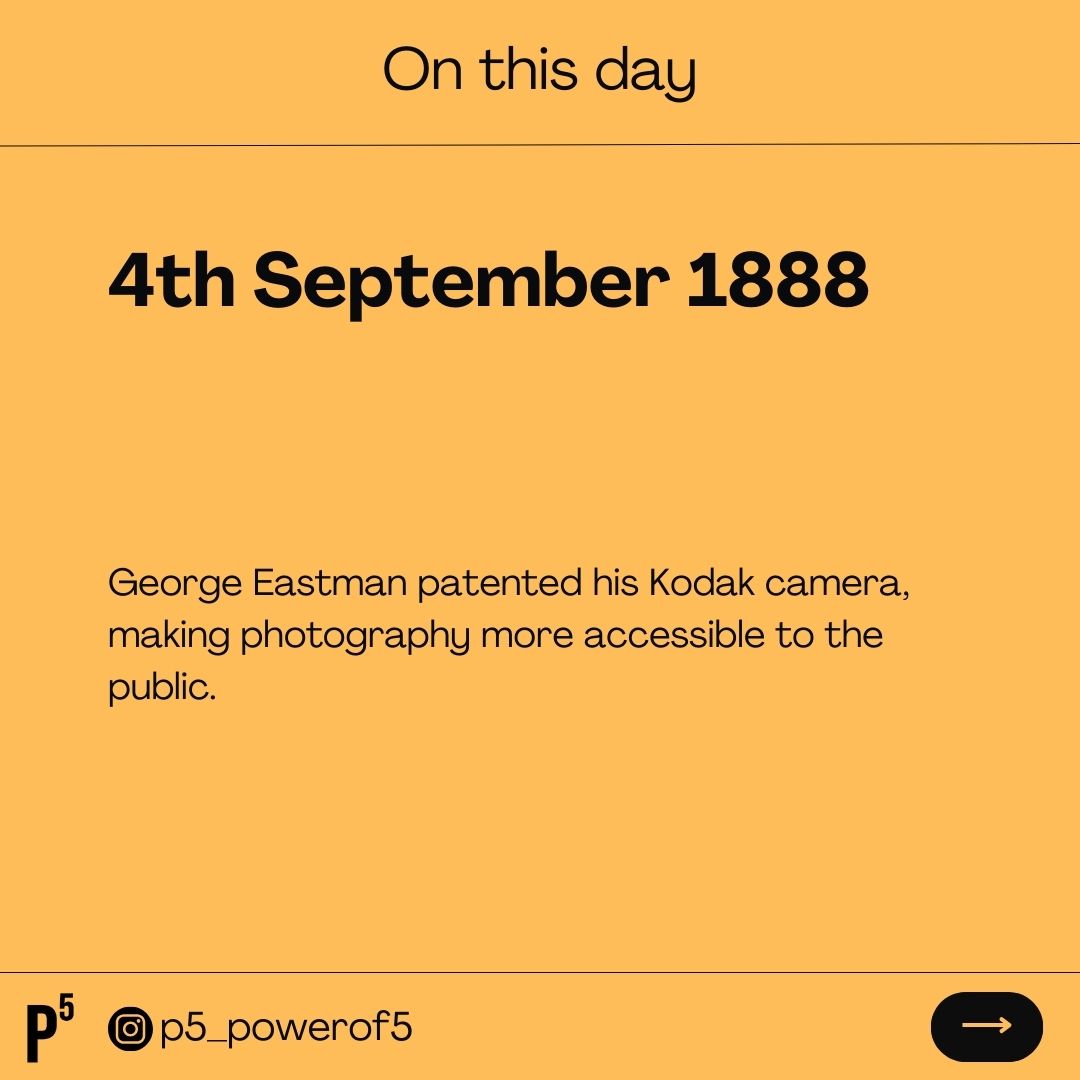 On this day
4th September 1888
George Eastman patented his Kodak camera,
making photography more accessible to the
public.
P5 p5_powerof5